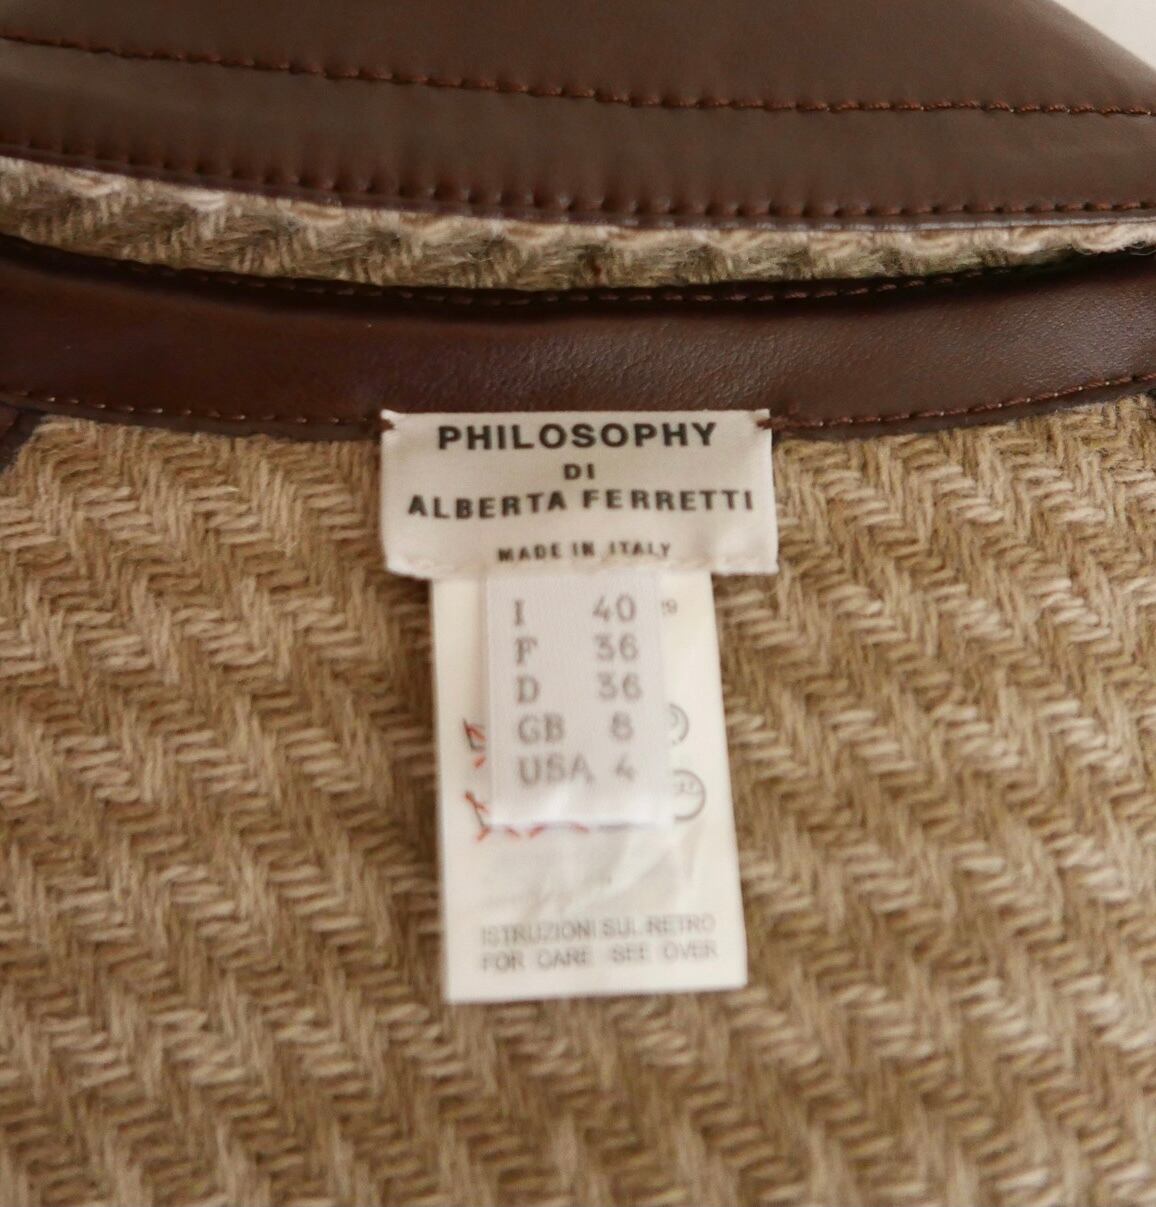 PHILOSOPHY
DI
ALBERTA FERRETTI
MADE IN ITALY
I 40
F 36
D 36
GB 8
USA 4
ISTRUZIONI SUL RETRO
FOR CARE SEE OVER